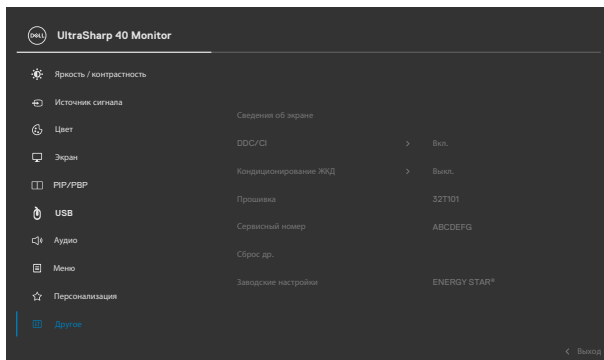 DELL UltraSharp 40 Monitor
Яркость / контрастность
Источник сигнала
Цвет
Экран
PIP/PBP
USB
Аудио
Меню
Персонализация
Другое
Сведения об экране
DDC/CI > Вкл.
Кондиционирование ЖКД > Выкл.
Прошивка 32T101
Сервисный номер ABCDEFG
Сброс др.
Заводские настройки ENERGY STAR®
< Выход